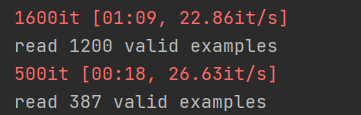 1600it [01:09, 22.86it/s]
read 1200 valid examples
500it [00:18, 26.63it/s]
read 387 valid examples